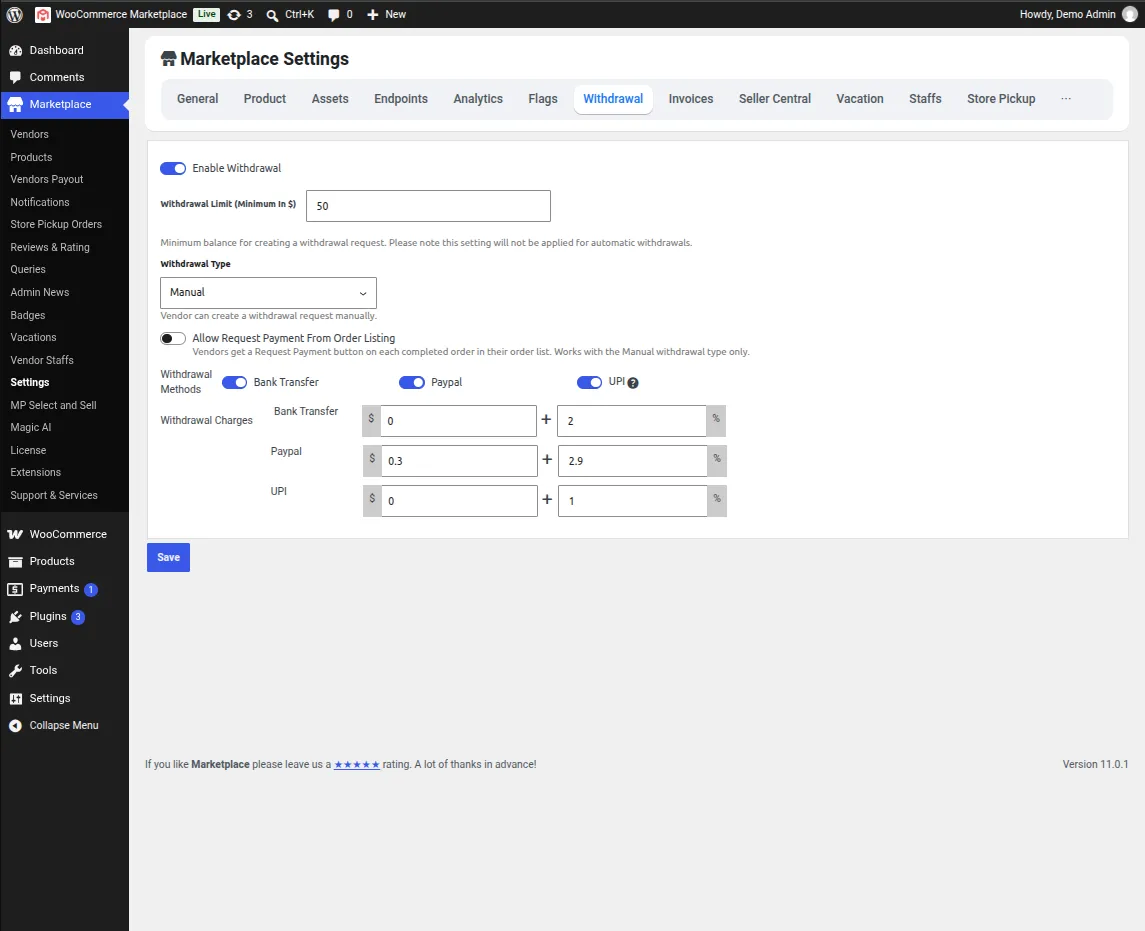 WooCommerce Marketplace Live 3 Ctrl+K 0 New Howdy, Demo Admin
Dashboard
Comments
Marketplace
Vendors
Products
Vendors Payout
Notifications
Store Pickup Orders
Reviews & Rating
Queries
Admin News
Badges
Vacations
Vendor Staffs
Settings
MP Select and Sell
Magic AI
License
Extensions
Support & Services
WooCommerce
Products
Payments 1
Plugins 3
Users
Tools
Settings
Collapse Menu
Marketplace Settings
General Product Assets Endpoints Analytics Flags Withdrawal Invoices Seller Central Vacation Staffs Store Pickup ···
Enable Withdrawal
Withdrawal Limit (Minimum In $) 50
Minimum balance for creating a withdrawal request. Please note this setting will not be applied for automatic withdrawals.
Withdrawal Type
Manual
Vendor can create a withdrawal request manually.
Allow Request Payment From Order Listing
Vendors get a Request Payment button on each completed order in their order list. Works with the Manual withdrawal type only.
Withdrawal Methods Bank Transfer Paypal UPI ?
Withdrawal Charges Bank Transfer $ 0 + 2 %
Paypal $ 0.3 + 2.9 %
UPI $ 0 + 1 %
Save
If you like Marketplace please leave us a ★★★★★ rating. A lot of thanks in advance! Version 11.0.1